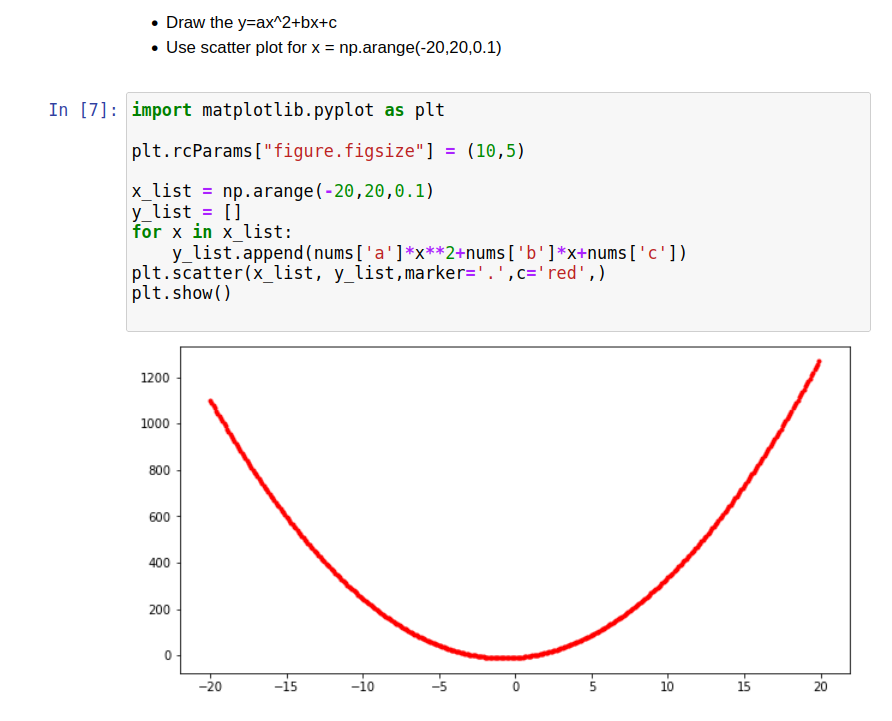 Draw the y=ax^2+bx+c
Use scatter plot for x = np.arange(-20,20,0.1)
In [7]:
import matplotlib.pyplot as plt
plt.rcParams["figure.figsize"] = (10,5)
x_list = np.arange(-20,20,0.1)
y_list = []
for x in x_list:
    y_list.append(nums['a']*x**2+nums['b']*x+nums['c'])
plt.scatter(x_list, y_list,marker='.',c='red',)
plt.show()
1200
1000
800
600
400
200
0
−20 −15 −10 −5 0 5 10 15 20